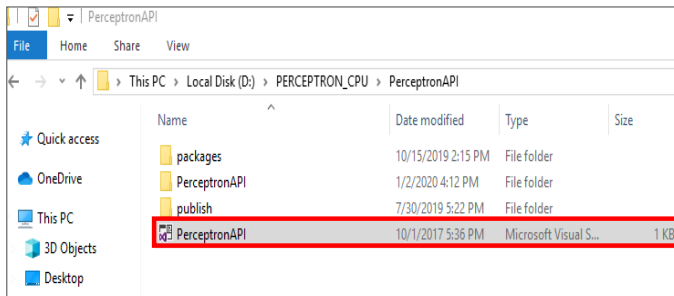 PerceptronAPI
File Home Share View
This PC > Local Disk (D:) > PERCEPTRON_CPU > PerceptronAPI
Name Date modified Type Size
Quick access
packages 10/15/2019 2:15 PM File folder
OneDrive
PerceptronAPI 1/2/2020 4:12 PM File folder
publish 7/30/2019 5:22 PM File folder
This PC
PerceptronAPI 10/1/2017 5:36 PM Microsoft Visual S... 1 KB
3D Objects
Desktop